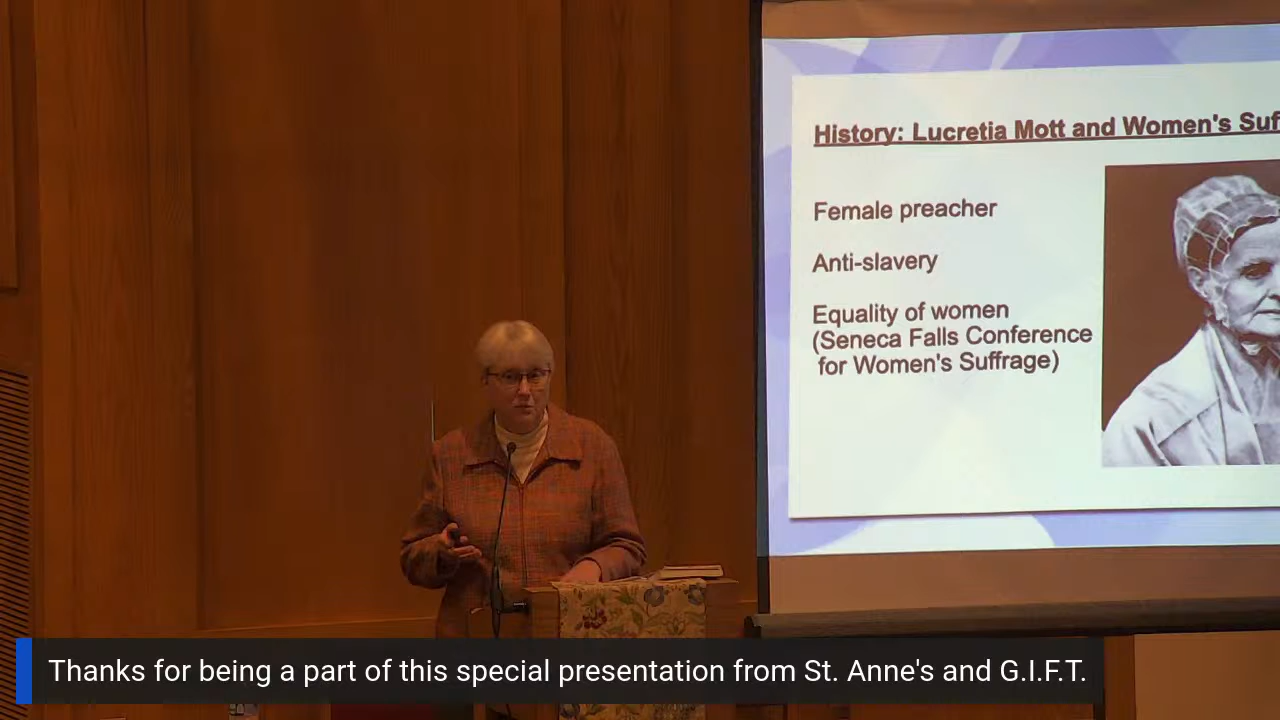 History: Lucretia Mott and Women's Suf
Female preacher
Anti-slavery
Equality of women
(Seneca Falls Conference
for Women's Suffrage)
Thanks for being a part of this special presentation from St. Anne's and G.I.F.T.